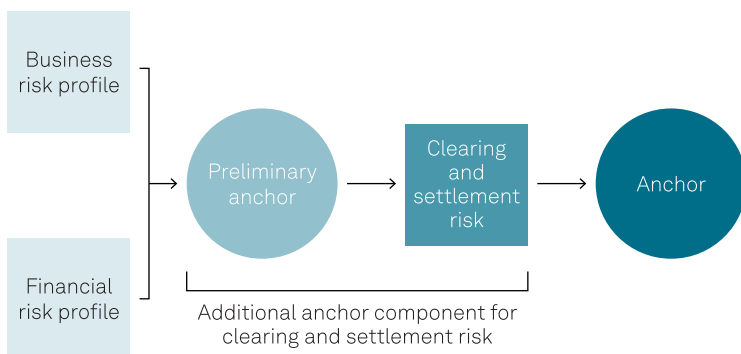 Business
risk profile
Preliminary
anchor
Clearing
and
settlement
risk
Anchor
Financial
risk profile
Additional anchor component for
clearing and settlement risk